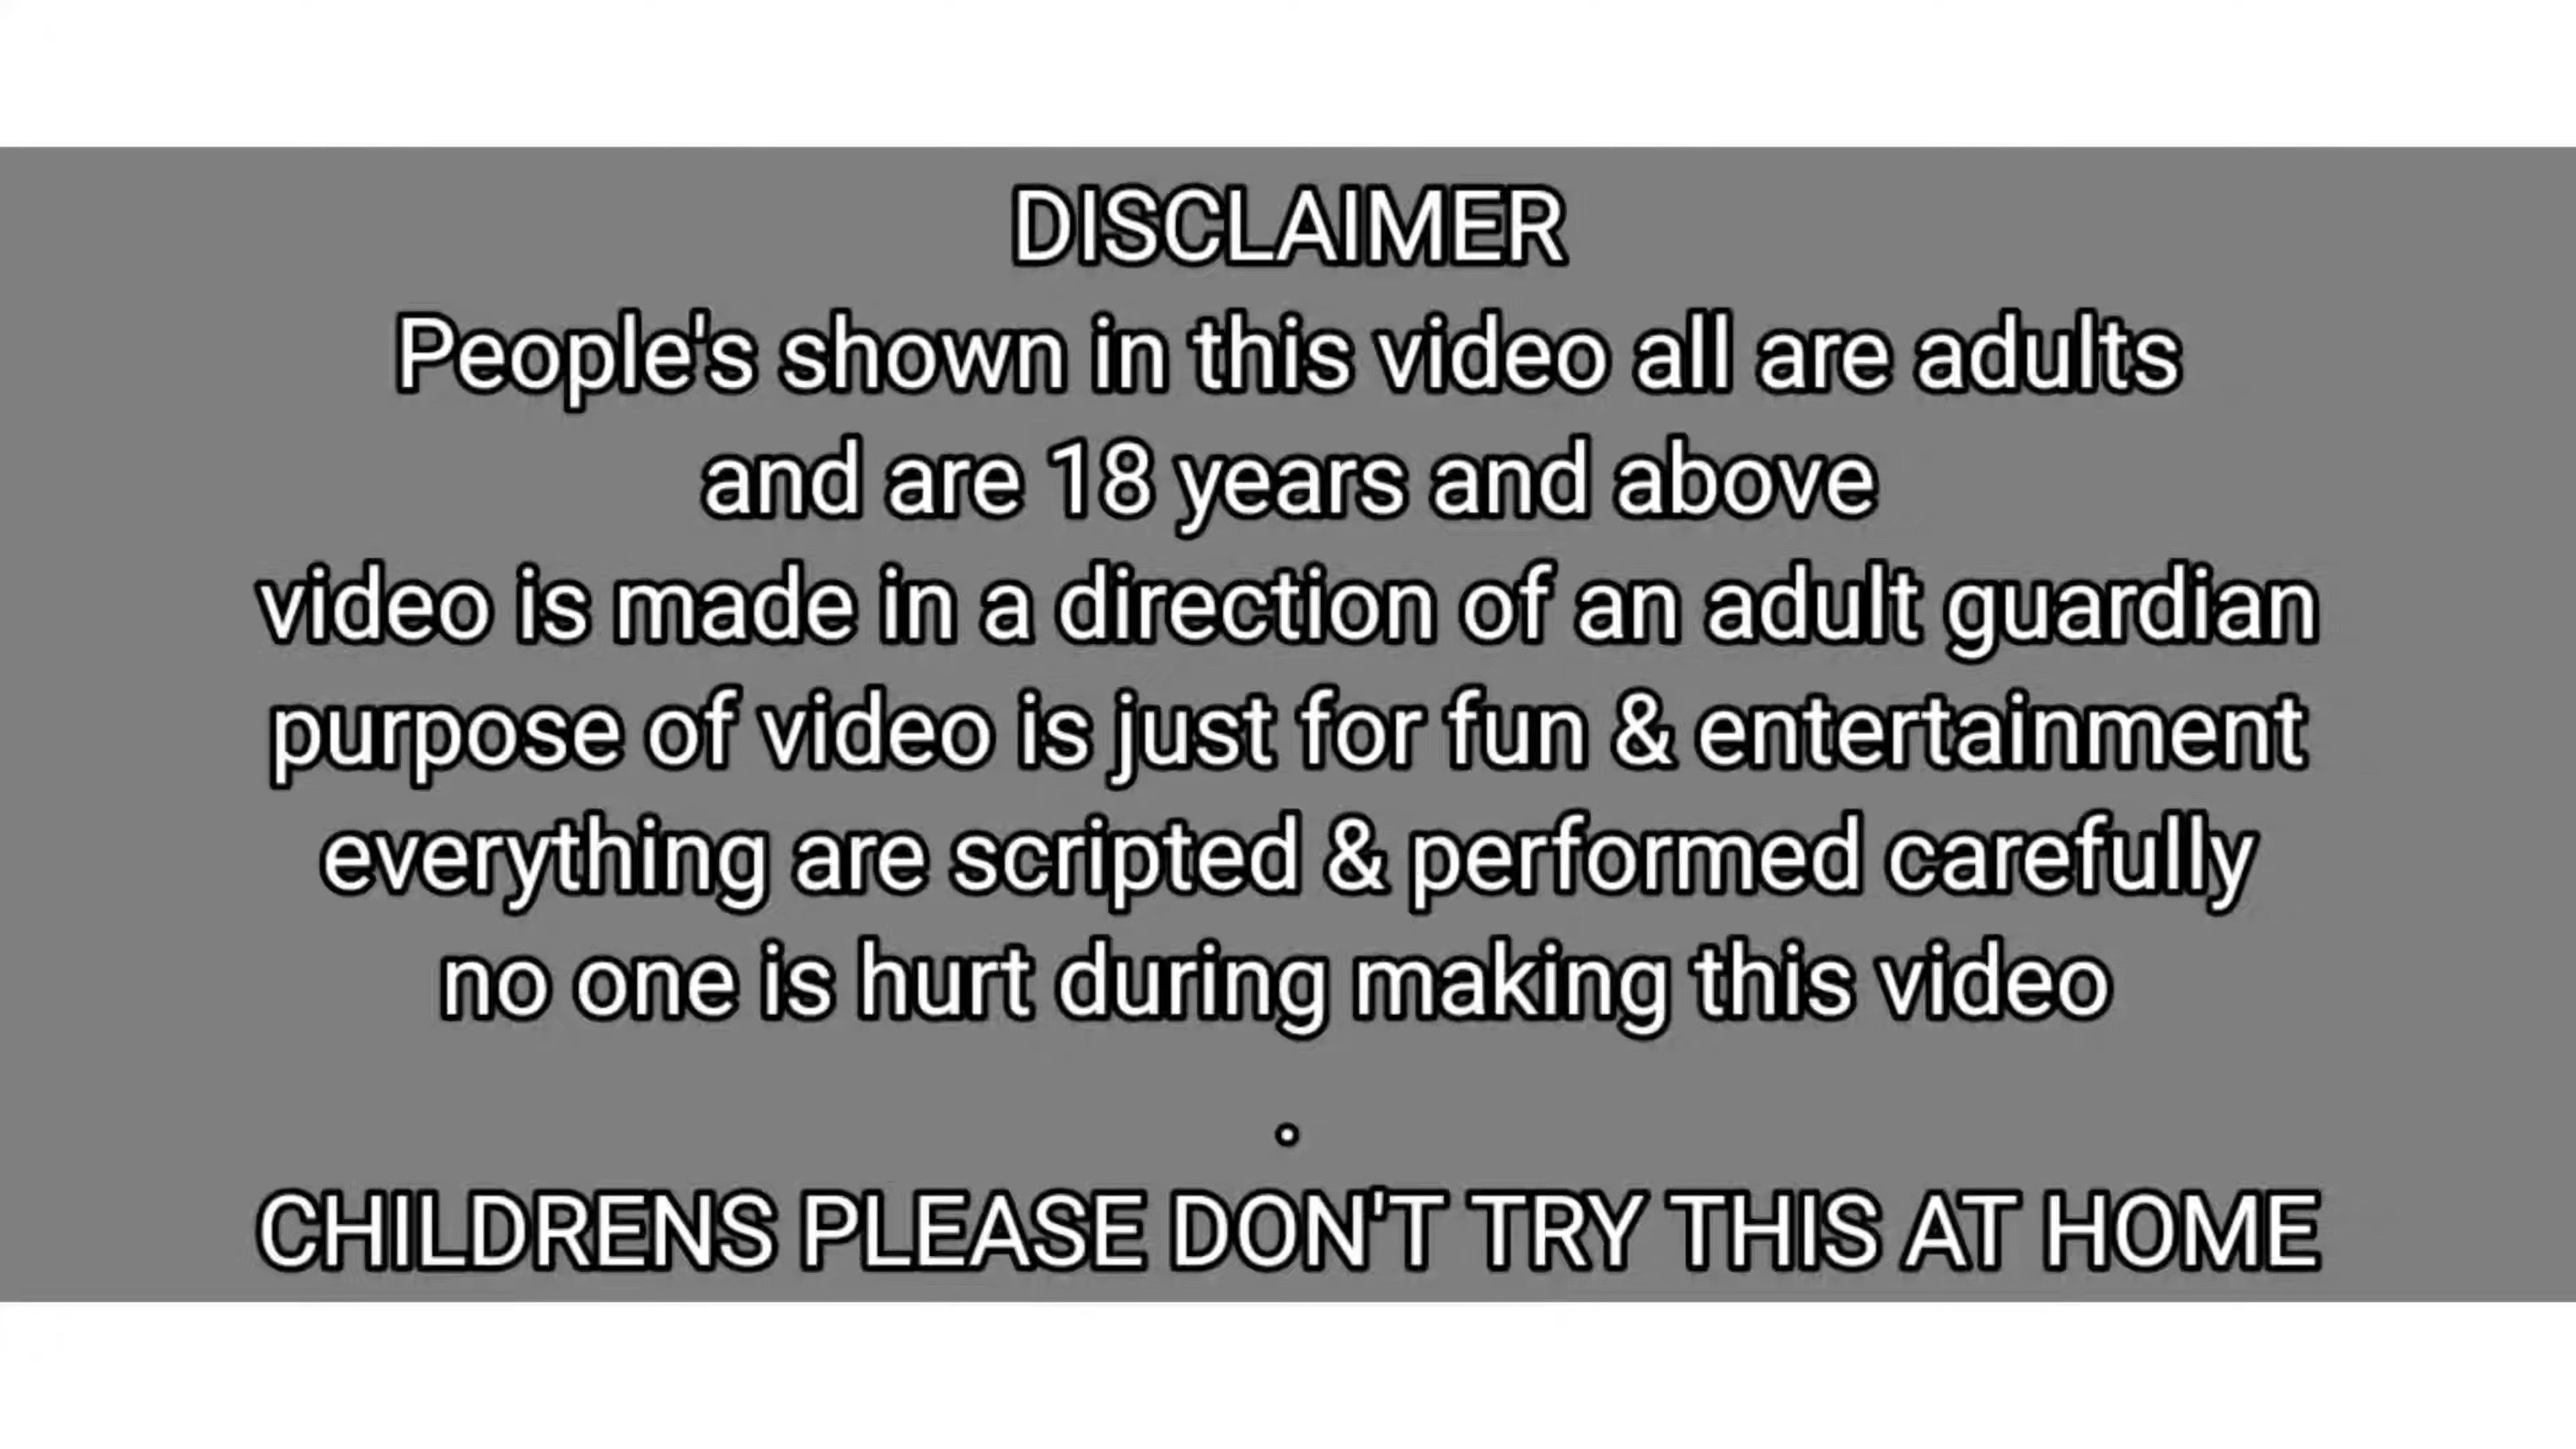 DISCLAIMER
People's shown in this video all are adults
and are 18 years and above
video is made in a direction of an adult guardian
purpose of video is just for fun & entertainment
everything are scripted & performed carefully
no one is hurt during making this video
.
CHILDRENS PLEASE DON'T TRY THIS AT HOME